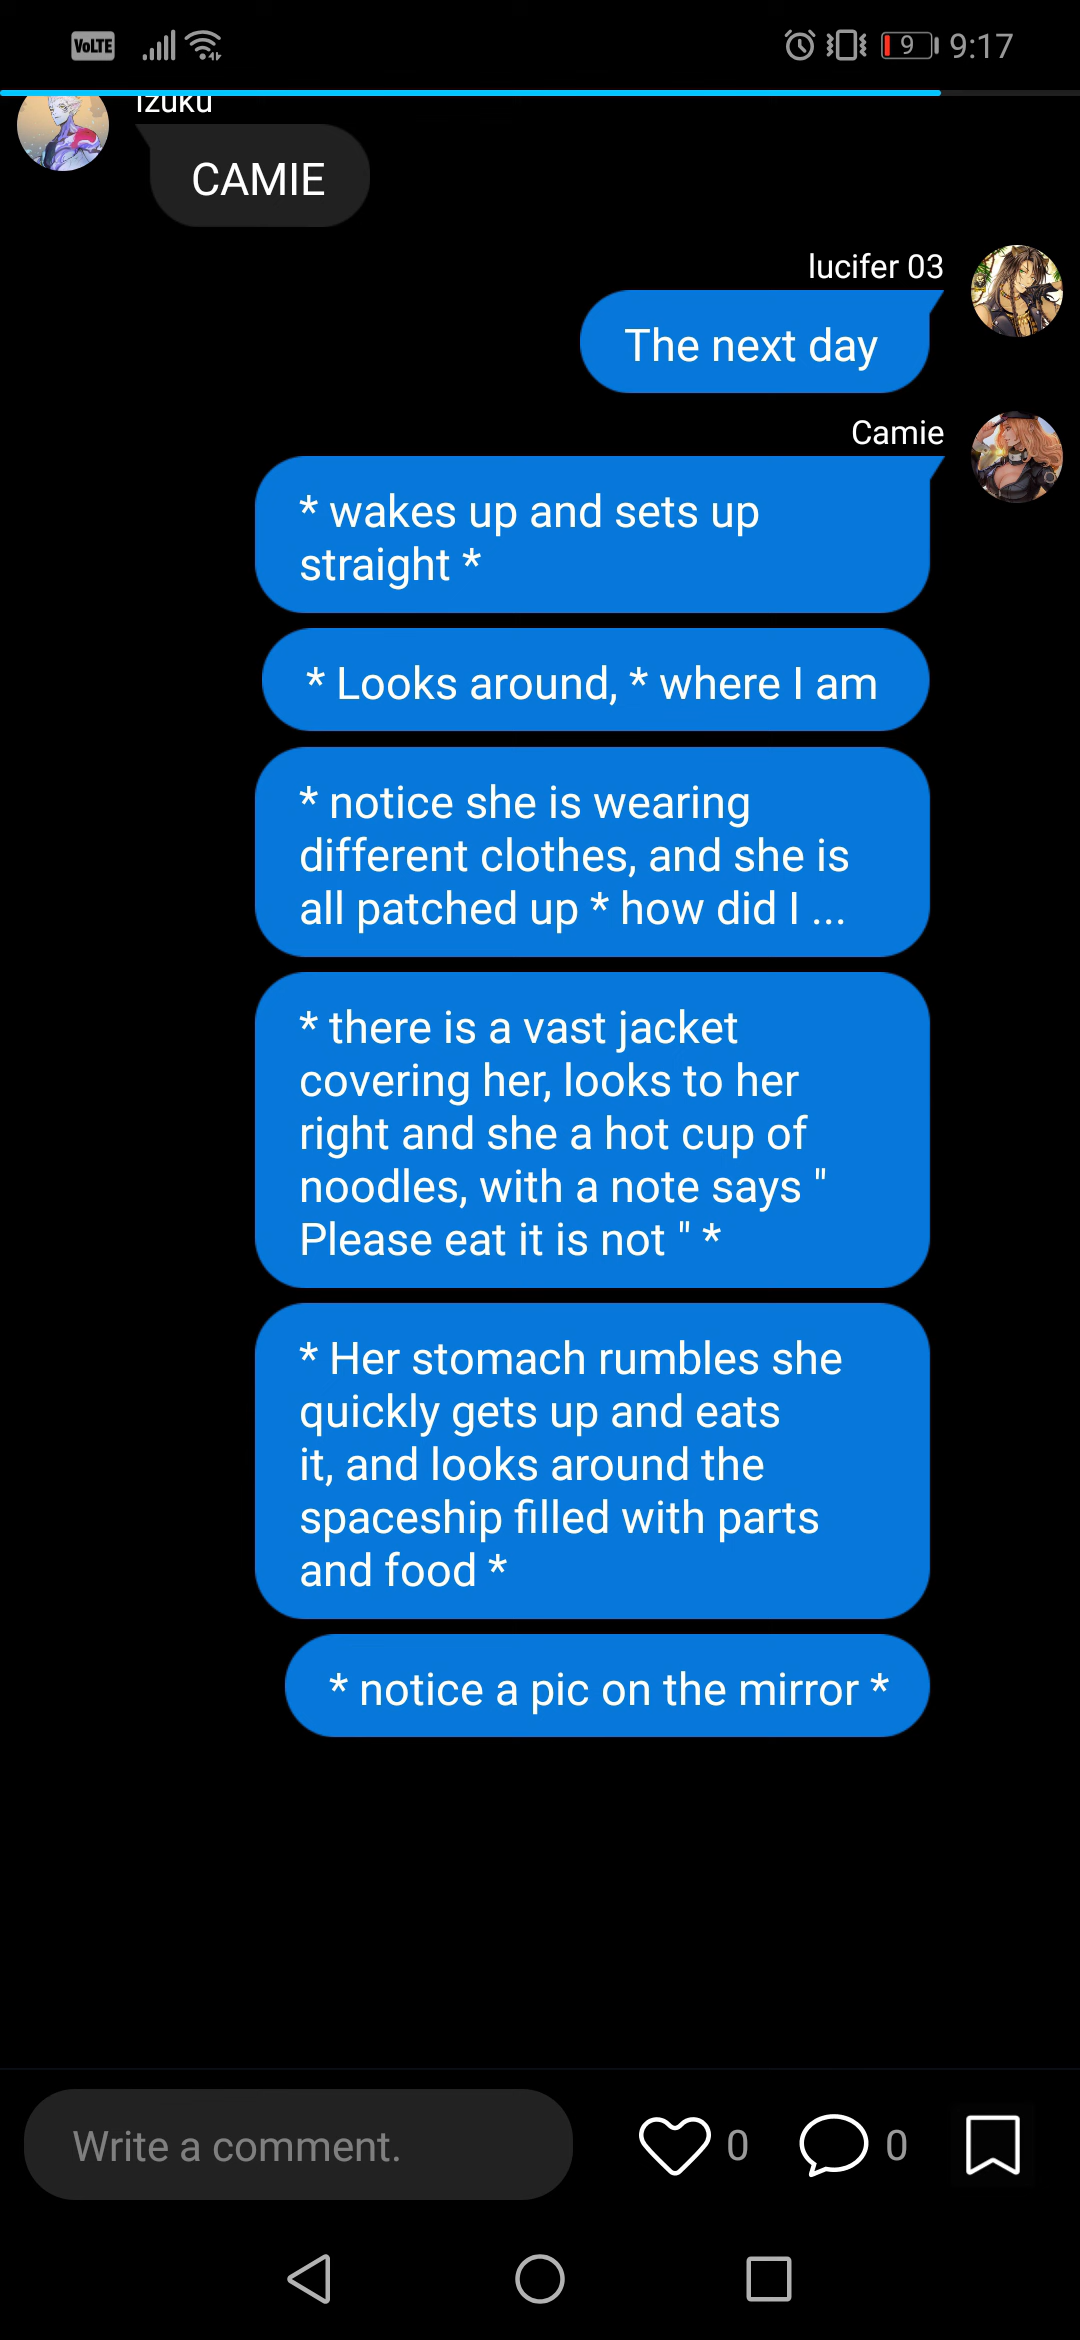 VoLTE
9
9:17
Izuku
CAMIE
lucifer 03
The next day
Camie
* wakes up and sets up
straight *
* Looks around, * where I am
* notice she is wearing
different clothes, and she is
all patched up * how did I ...
* there is a vast jacket
covering her, looks to her
right and she a hot cup of
noodles, with a note says "
Please eat it is not " *
* Her stomach rumbles she
quickly gets up and eats
it, and looks around the
spaceship filled with parts
and food *
* notice a pic on the mirror *
Write a comment.
0
0